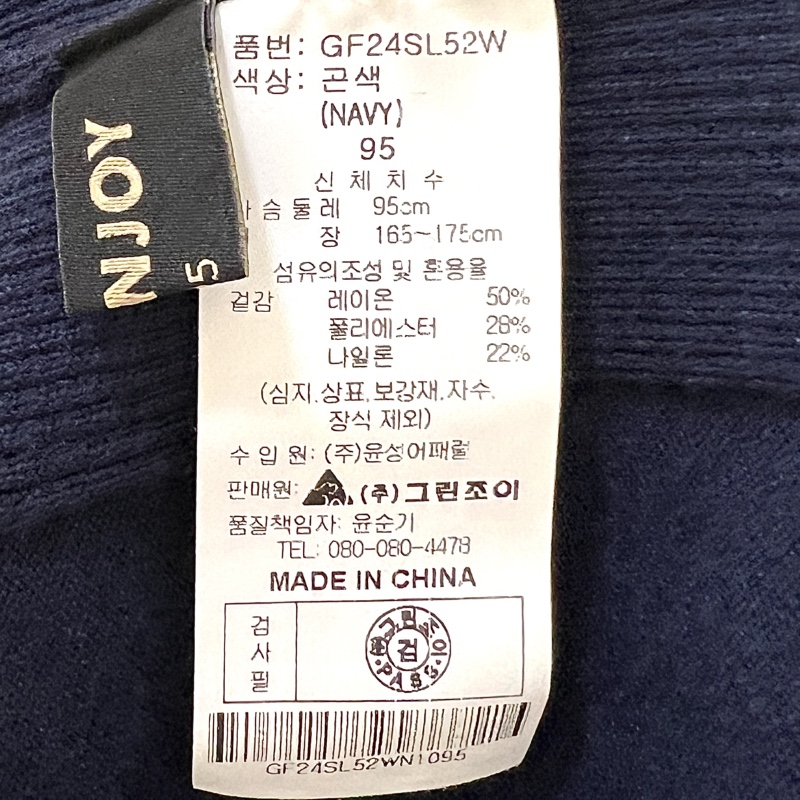 품번: GF24SL52W
색상: 곤색
(NAVY)
95
신 체 치 수
슴 둘 레 95cm
장 165~175cm
섬유의조성 및 혼용율
겉감 레이온 50%
폴리에스터 28%
나일론 22%
(심지,상표,보강재,자수,
장식 제외)
수 입 원: (주)윤성어패럴
판매원: (주)그린조이
품질책임자: 윤순기
TEL: 080-080-4478
MADE IN CHINA
검
사
필
그린조이
검
PASS
GF24SL52WN1095
NJOY
5